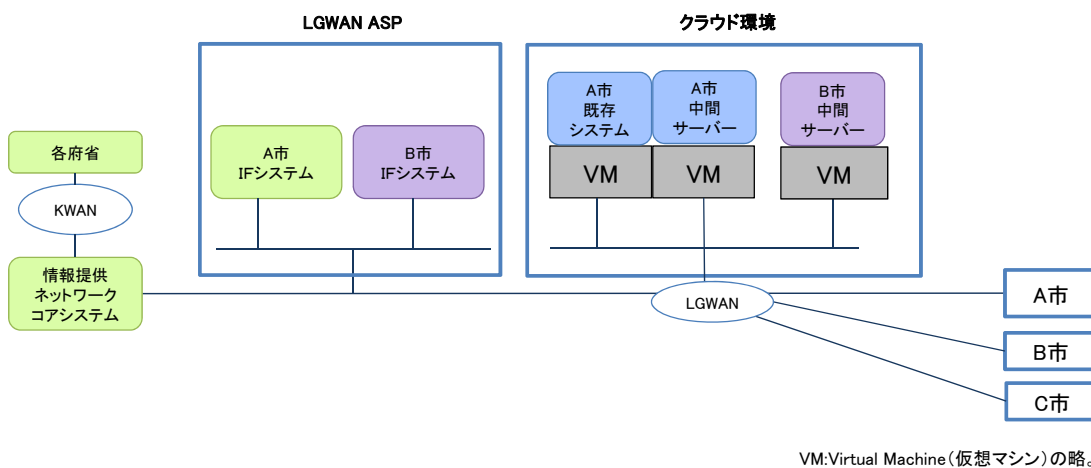 LGWAN ASP
クラウド環境
各府省
KWAN
情報提供
ネットワーク
コアシステム
A市
IFシステム
B市
IFシステム
A市
既存
システム
A市
中間
サーバー
B市
中間
サーバー
VM
VM
VM
LGWAN
A市
B市
C市
VM:Virtual Machine(仮想マシン)の略。